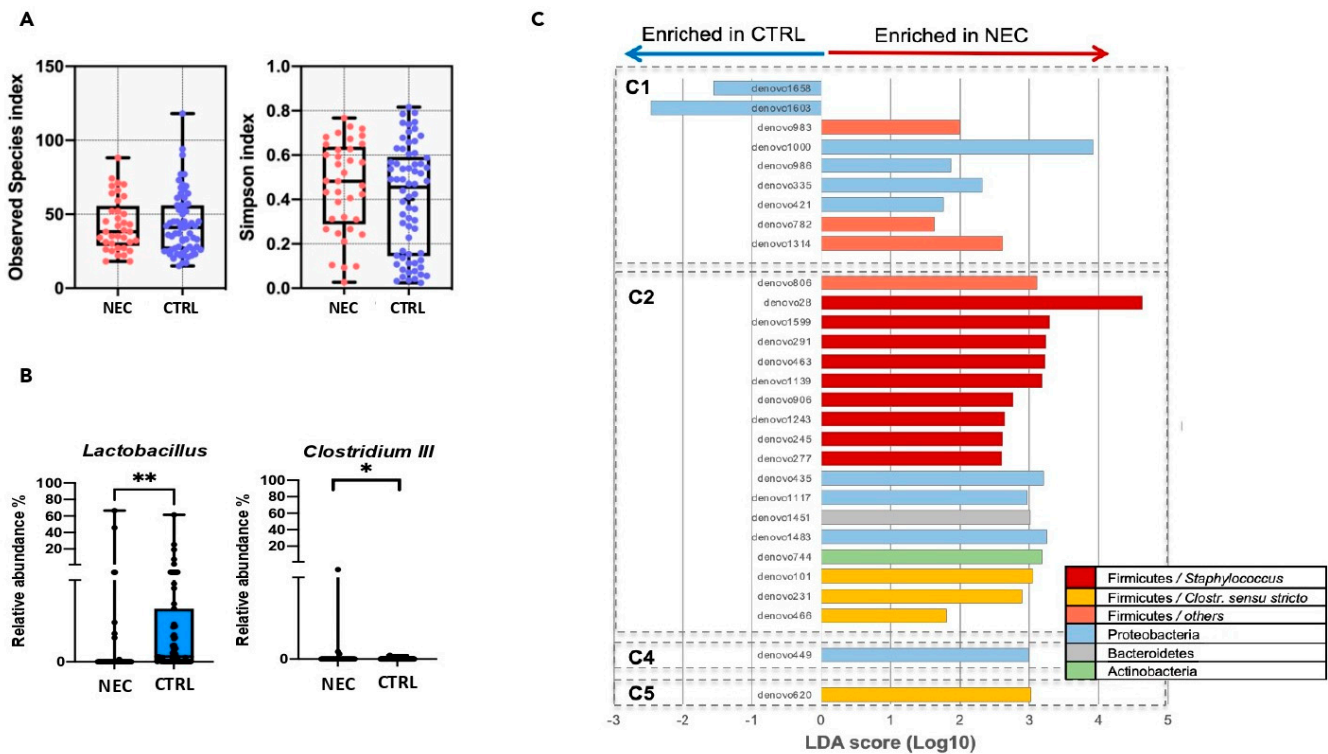 A
Observed Species index
150
100
50
0
NEC
CTRL
Simpson index
1.0
0.8
0.6
0.4
0.2
0.0
NEC
CTRL
B
Lactobacillus
**
Relative abundance %
100
80
60
40
20
0
NEC
CTRL
Clostridium III
*
Relative abundance %
100
80
60
40
20
0
NEC
CTRL
C
Enriched in CTRL
Enriched in NEC
C1
denovo1658
denovo1603
denovo983
denovo1000
denovo986
denovo335
denovo421
denovo782
denovo1314
C2
denovo806
denovo28
denovo1599
denovo291
denovo463
denovo1139
denovo906
denovo1243
denovo245
denovo277
denovo435
denovo1117
denovo1451
denovo1483
denovo744
denovo101
denovo231
denovo466
C4
denovo449
C5
denovo620
-3 -2 -1 0 1 2 3 4 5
LDA score (Log10)
Firmicutes / Staphylococcus
Firmicutes / Clostr. sensu stricto
Firmicutes / others
Proteobacteria
Bacteroidetes
Actinobacteria